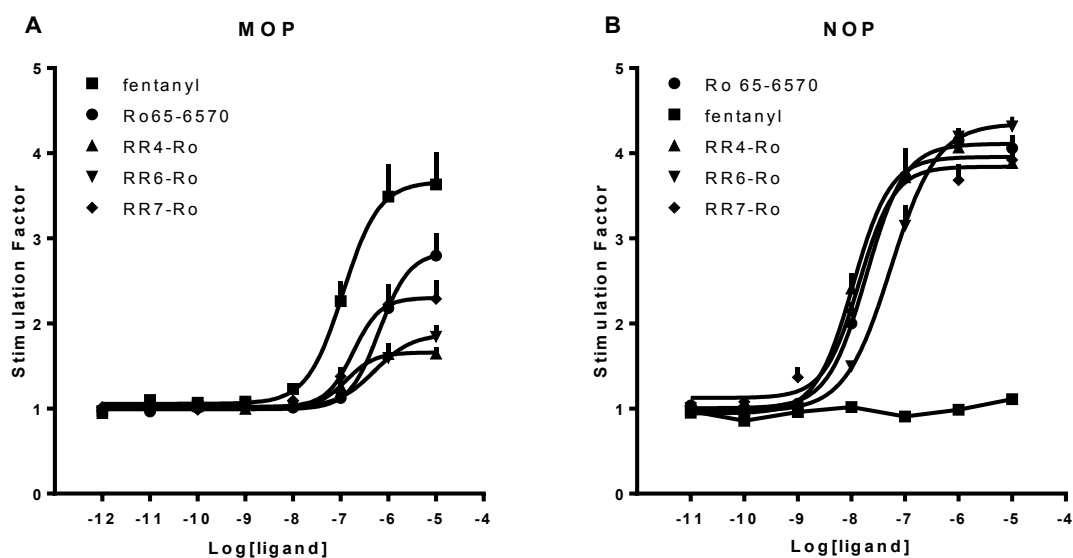 A
MOP
5
4
3
2
1
0
Stimulation Factor
fentanyl
Ro65-6570
RR4-Ro
RR6-Ro
RR7-Ro
-12 -11 -10 -9 -8 -7 -6 -5 -4
Log[ligand]
B
NOP
5
4
3
2
1
0
Stimulation Factor
Ro 65-6570
fentanyl
RR4-Ro
RR6-Ro
RR7-Ro
-11 -10 -9 -8 -7 -6 -5 -4
Log[ligand]